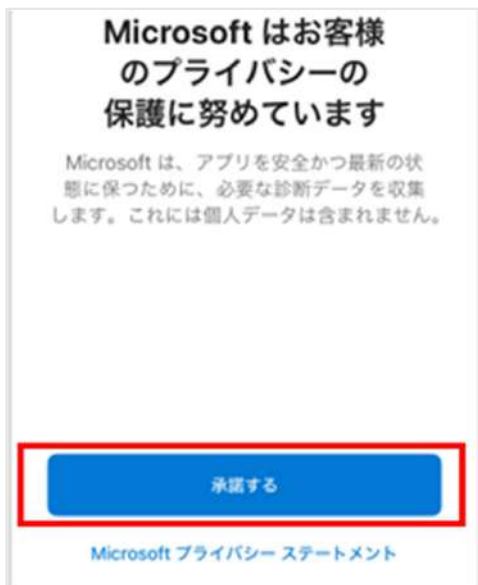 Microsoft はお客様
のプライバシーの
保護に努めています
Microsoft は、アプリを安全かつ最新の状
態に保つために、必要な診断データを収集
します。これには個人データは含まれません。
承諾する
Microsoft プライバシー ステートメント